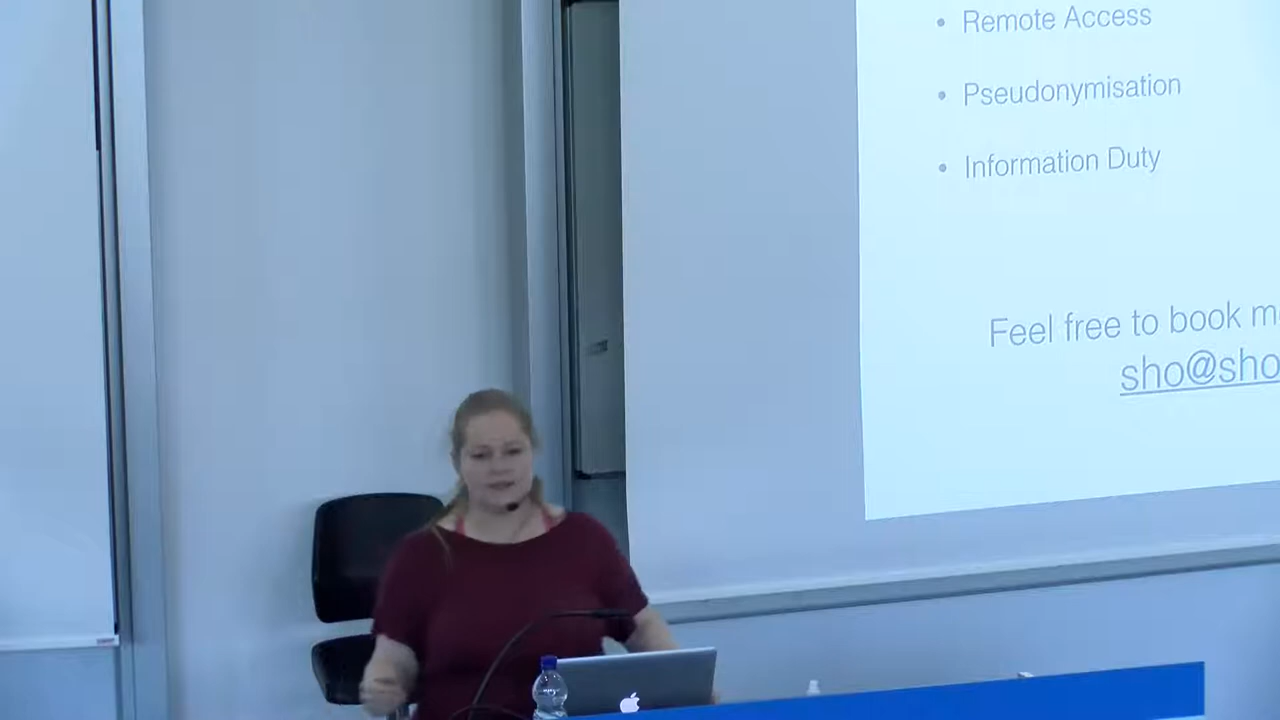 • Remote Access
• Pseudonymisation
• Information Duty
Feel free to book
sho@sho